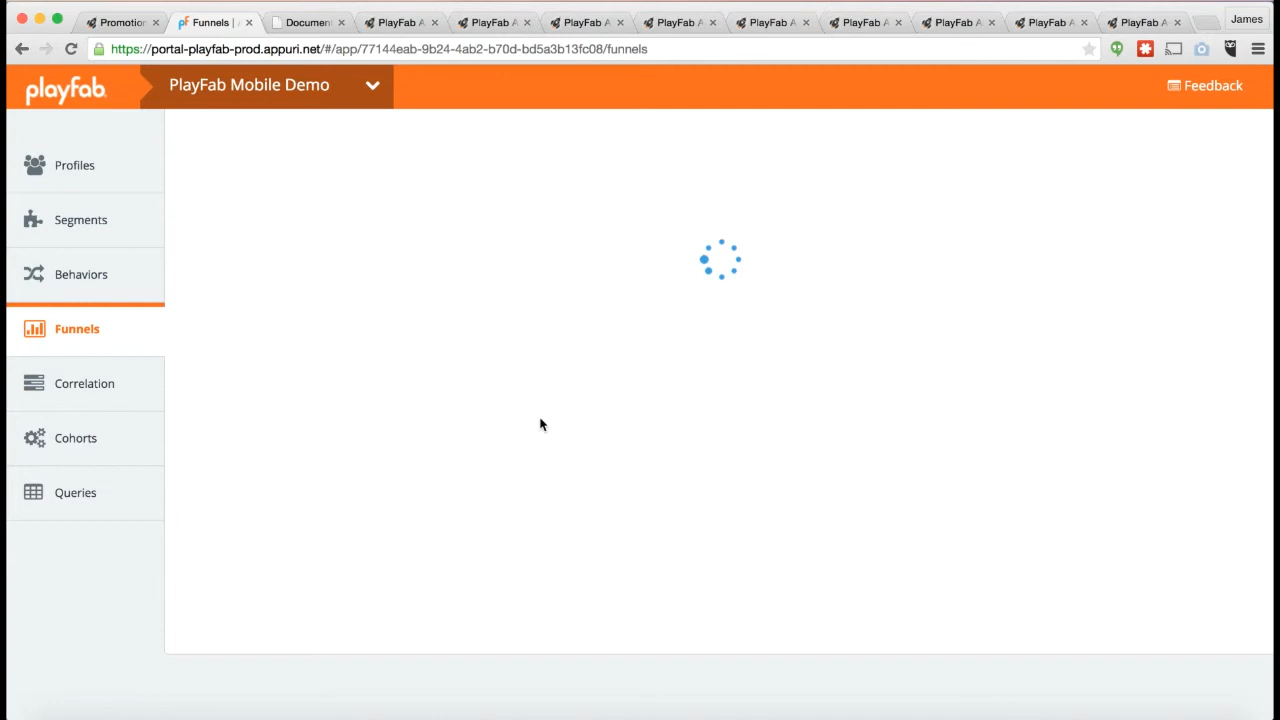 Promotion
Funnels |
Documen
PlayFab A
PlayFab A
PlayFab A
PlayFab A
PlayFab A
PlayFab A
PlayFab A
PlayFab A
PlayFab A
James
https://portal-playfab-prod.appuri.net/#/app/77144eab-9b24-4ab2-b70d-bd5a3b13fc08/funnels
playfab
PlayFab Mobile Demo
Feedback
Profiles
Segments
Behaviors
Funnels
Correlation
Cohorts
Queries